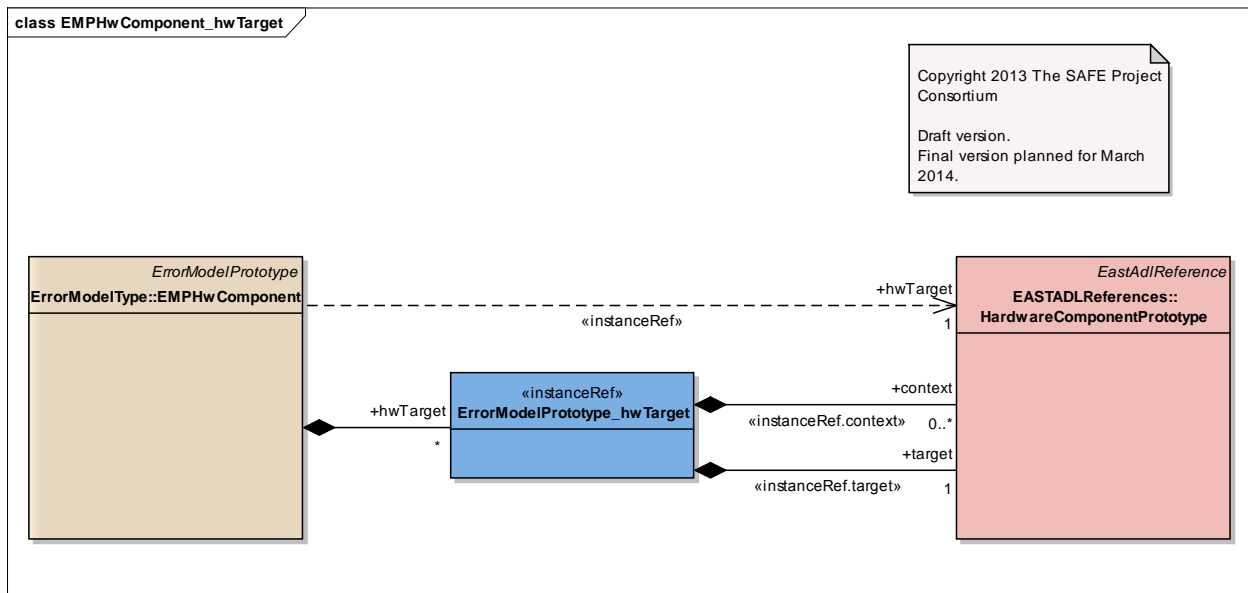 class EMPHwComponent_hwTarget
Copyright 2013 The SAFE Project
Consortium
Draft version.
Final version planned for March
2014.
ErrorModelPrototype
ErrorModelType::EMPHwComponent
EastAdlReference
EASTADLReferences::
HardwareComponentPrototype
+hwTarget
«instanceRef»
1
«instanceRef»
ErrorModelPrototype_hwTarget
+hwTarget
*
+context
«instanceRef.context»
0..*
+target
«instanceRef.target»
1